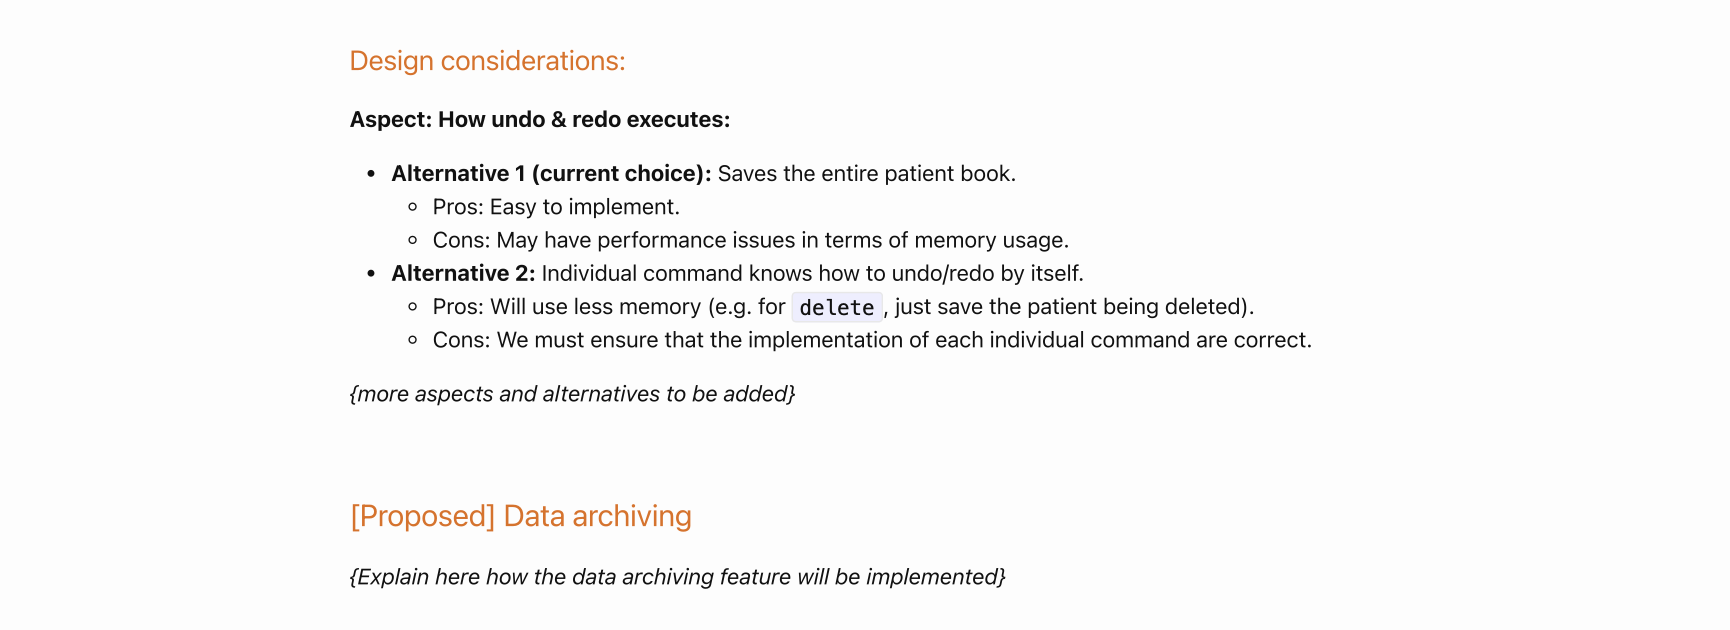 Design considerations:
Aspect: How undo & redo executes:
Alternative 1 (current choice): Saves the entire patient book.
Pros: Easy to implement.
Cons: May have performance issues in terms of memory usage.
Alternative 2: Individual command knows how to undo/redo by itself.
Pros: Will use less memory (e.g. for delete, just save the patient being deleted).
Cons: We must ensure that the implementation of each individual command are correct.
{more aspects and alternatives to be added}
[Proposed] Data archiving
{Explain here how the data archiving feature will be implemented}